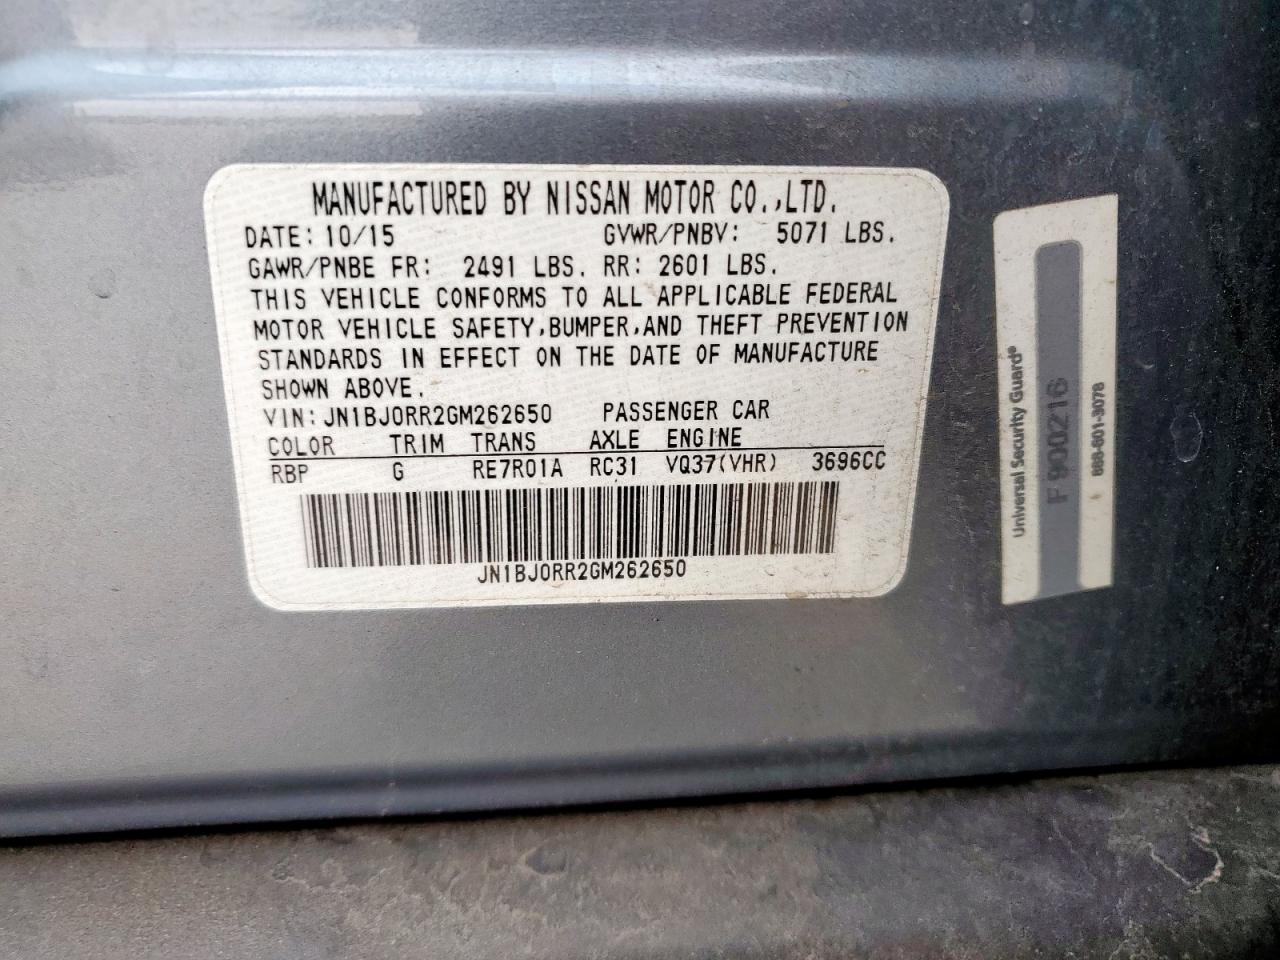 MANUFACTURED BY NISSAN MOTOR CO.,LTD.
DATE: 10/15 GVWR/PNBV: 5071 LBS.
GAWR/PNBE FR: 2491 LBS. RR: 2601 LBS.
THIS VEHICLE CONFORMS TO ALL APPLICABLE FEDERAL
MOTOR VEHICLE SAFETY,BUMPER,AND THEFT PREVENTION
STANDARDS IN EFFECT ON THE DATE OF MANUFACTURE
SHOWN ABOVE.
VIN: JN1BJ0RR2GM262650 PASSENGER CAR
COLOR TRIM TRANS AXLE ENGINE
RBP G RE7R01A RC31 VQ37(VHR) 3696CC
JN1BJ0RR2GM262650
Universal Security Guard®
F900216
888-801-3078